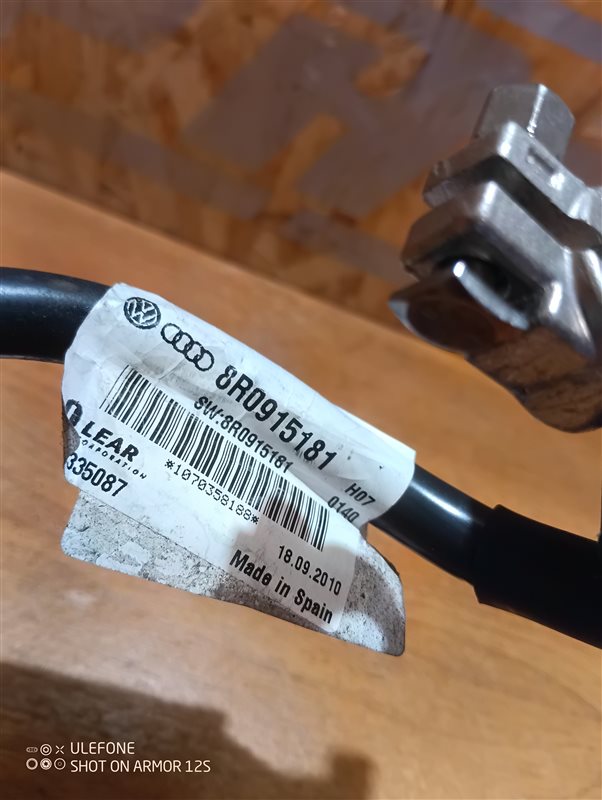 8R0915181
SW:8R0915181
H07
0140
LEAR
CORPORATION
*1070358188*
335087
18.09.2010
Made in Spain
ULEFONE
SHOT ON ARMOR 12S